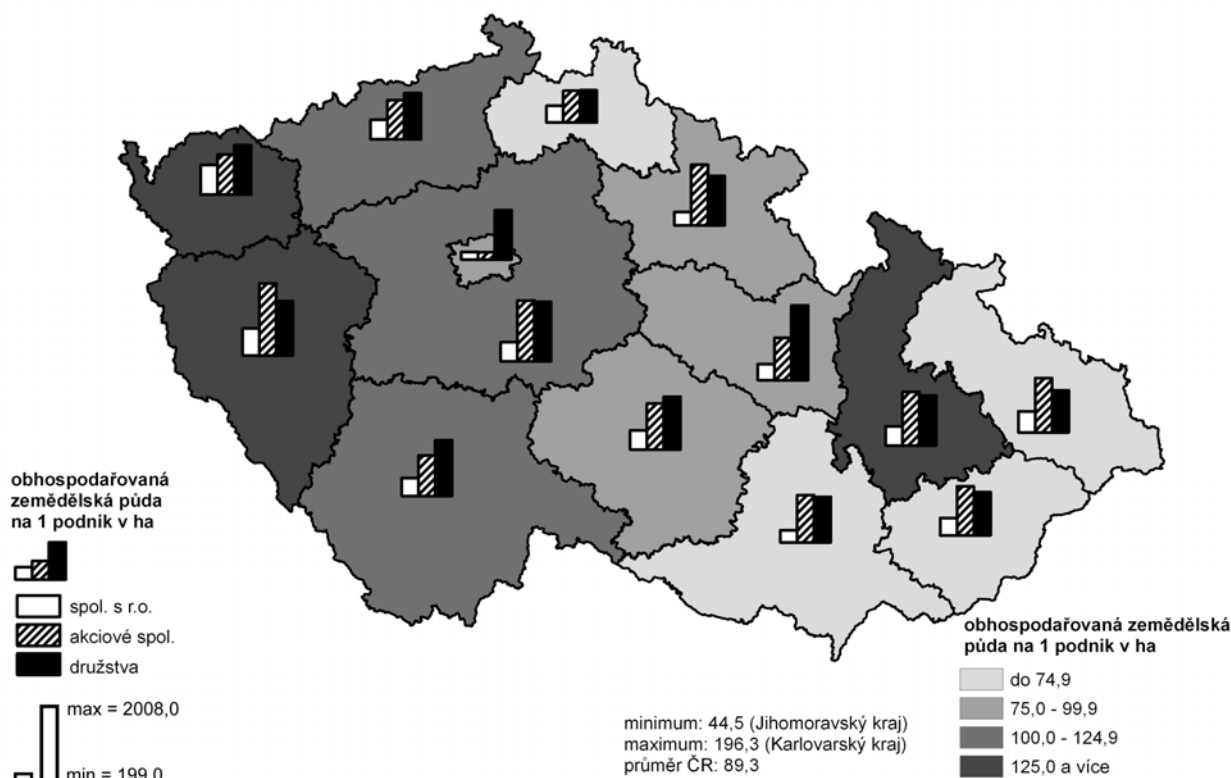 obhospodařovaná
zemědělská půda
na 1 podnik v ha
spol. s r.o.
akciové spol.
družstva
max = 2008,0
min = 199,0
minimum: 44,5 (Jihomoravský kraj)
maximum: 196,3 (Karlovarský kraj)
průměr ČR: 89,3
obhospodařovaná zemědělská
půda na 1 podnik v ha
do 74,9
75,0 - 99,9
100,0 - 124,9
125,0 a více